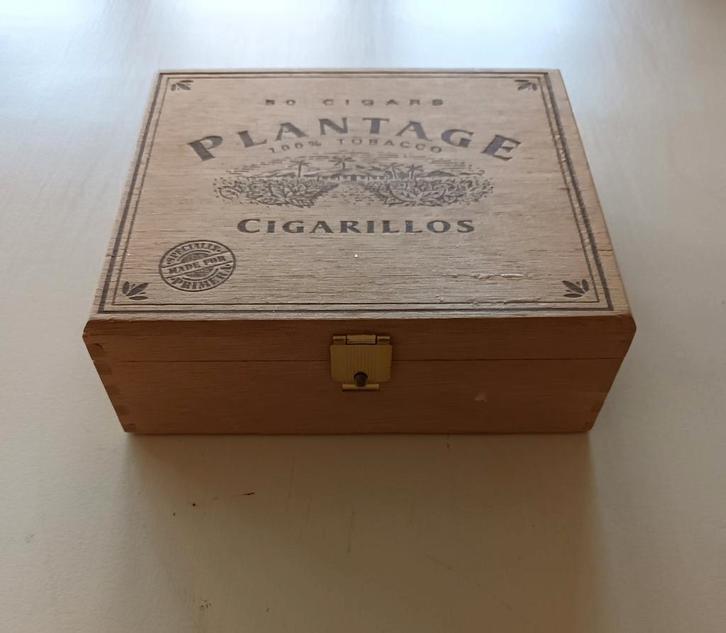 50 CIGARS
PLANTAGE
100% TOBACCO
CIGARILLOS
SPECIALLY
MADE FOR
PRIMERA